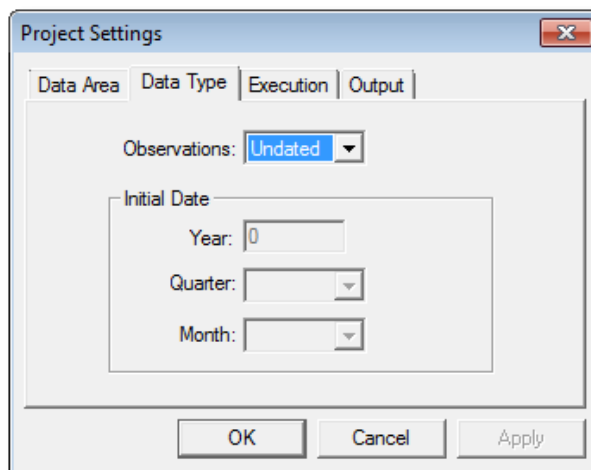 Project Settings
Data Area Data Type Execution Output
Observations: Undated
Initial Date
Year: 0
Quarter:
Month:
OK Cancel Apply